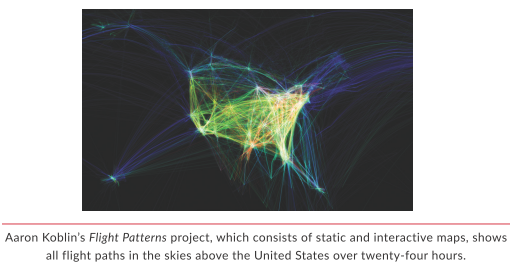 Aaron Koblin's Flight Patterns project, which consists of static and interactive maps, shows
all flight paths in the skies above the United States over twenty-four hours.